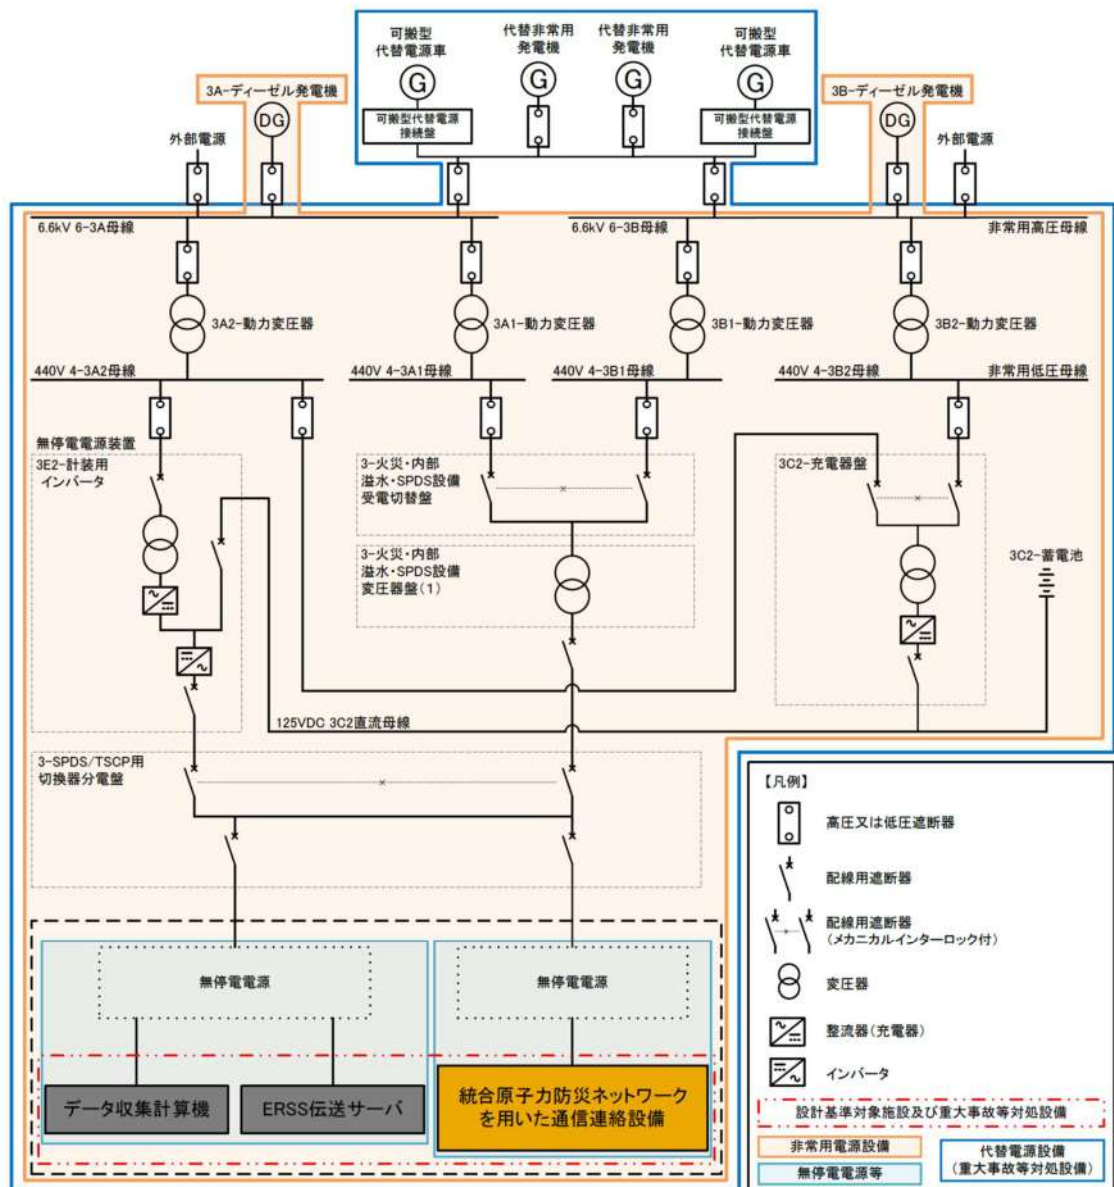 可搬型
代替電源車
代替非常用
発電機
代替非常用
発電機
可搬型
代替電源車
G
G
G
G
3A-ディーゼル発電機
3B-ディーゼル発電機
DG
DG
可搬型代替電源
接続盤
可搬型代替電源
接続盤
外部電源
外部電源
6.6kV 6-3A母線
6.6kV 6-3B母線
非常用高圧母線
3A2-動力変圧器
3A1-動力変圧器
3B1-動力変圧器
3B2-動力変圧器
440V 4-3A2母線
440V 4-3A1母線
440V 4-3B1母線
440V 4-3B2母線
非常用低圧母線
無停電電源装置
3E2-計装用
インバータ
3-火災・内部
溢水・SPDS設備
受電切替盤
3C2-充電器盤
3-火災・内部
溢水・SPDS設備
変圧器盤(1)
3C2-蓄電池
125VDC 3C2直流母線
3-SPDS/TSCP用
切換器分電盤
無停電電源
無停電電源
データ収集計算機
ERSS伝送サーバ
統合原子力防災ネットワーク
を用いた通信連絡設備
【凡例】
高圧又は低圧遮断器
配線用遮断器
配線用遮断器
(メカニカルインターロック付)
変圧器
整流器(充電器)
インバータ
設計基準対象施設及び重大事故等対処設備
非常用電源設備
無停電電源等
代替電源設備
(重大事故等対処設備)